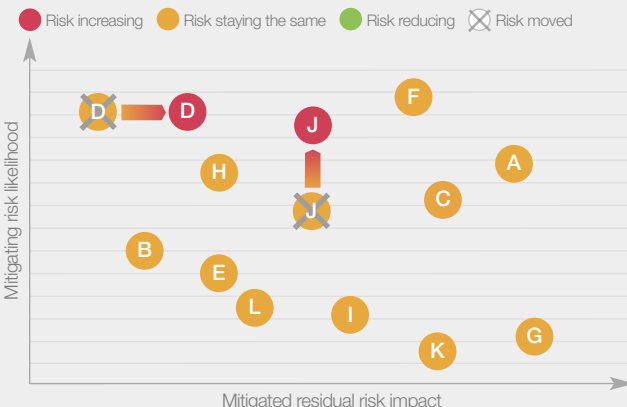 Risk increasing Risk staying the same Risk reducing Risk moved
Mitigating risk likelihood
F
D D
J
A
H
C
J
B
E
L
I
G
K
Mitigated residual risk impact